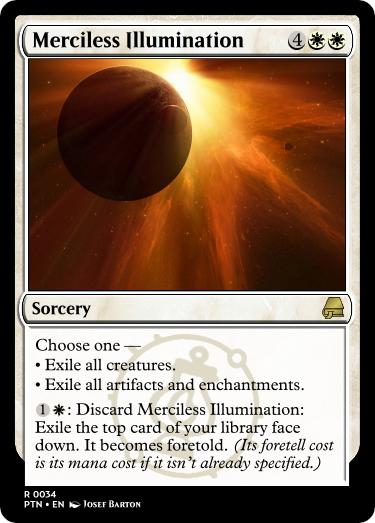 Merciless Illumination 4
Sorcery
Choose one —
• Exile all creatures.
• Exile all artifacts and enchantments.
1 : Discard Merciless Illumination:
Exile the top card of your library face
down. It becomes foretold. (Its foretell cost
is its mana cost if it isn't already specified.)
R 0034
PTN • EN Josef Barton